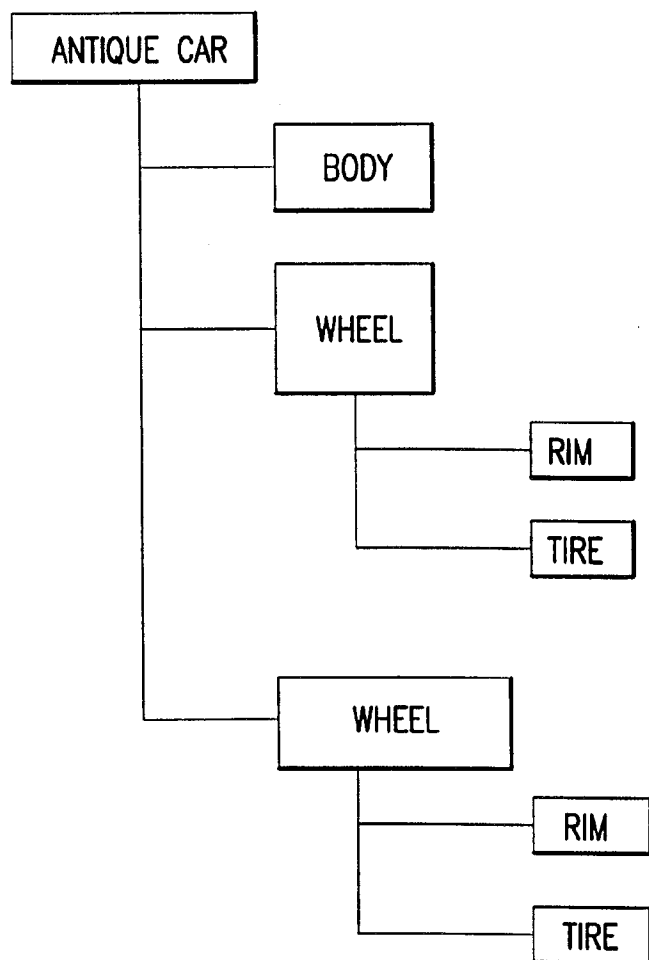 ANTIQUE CAR
BODY
WHEEL
RIM
TIRE
WHEEL
RIM
TIRE